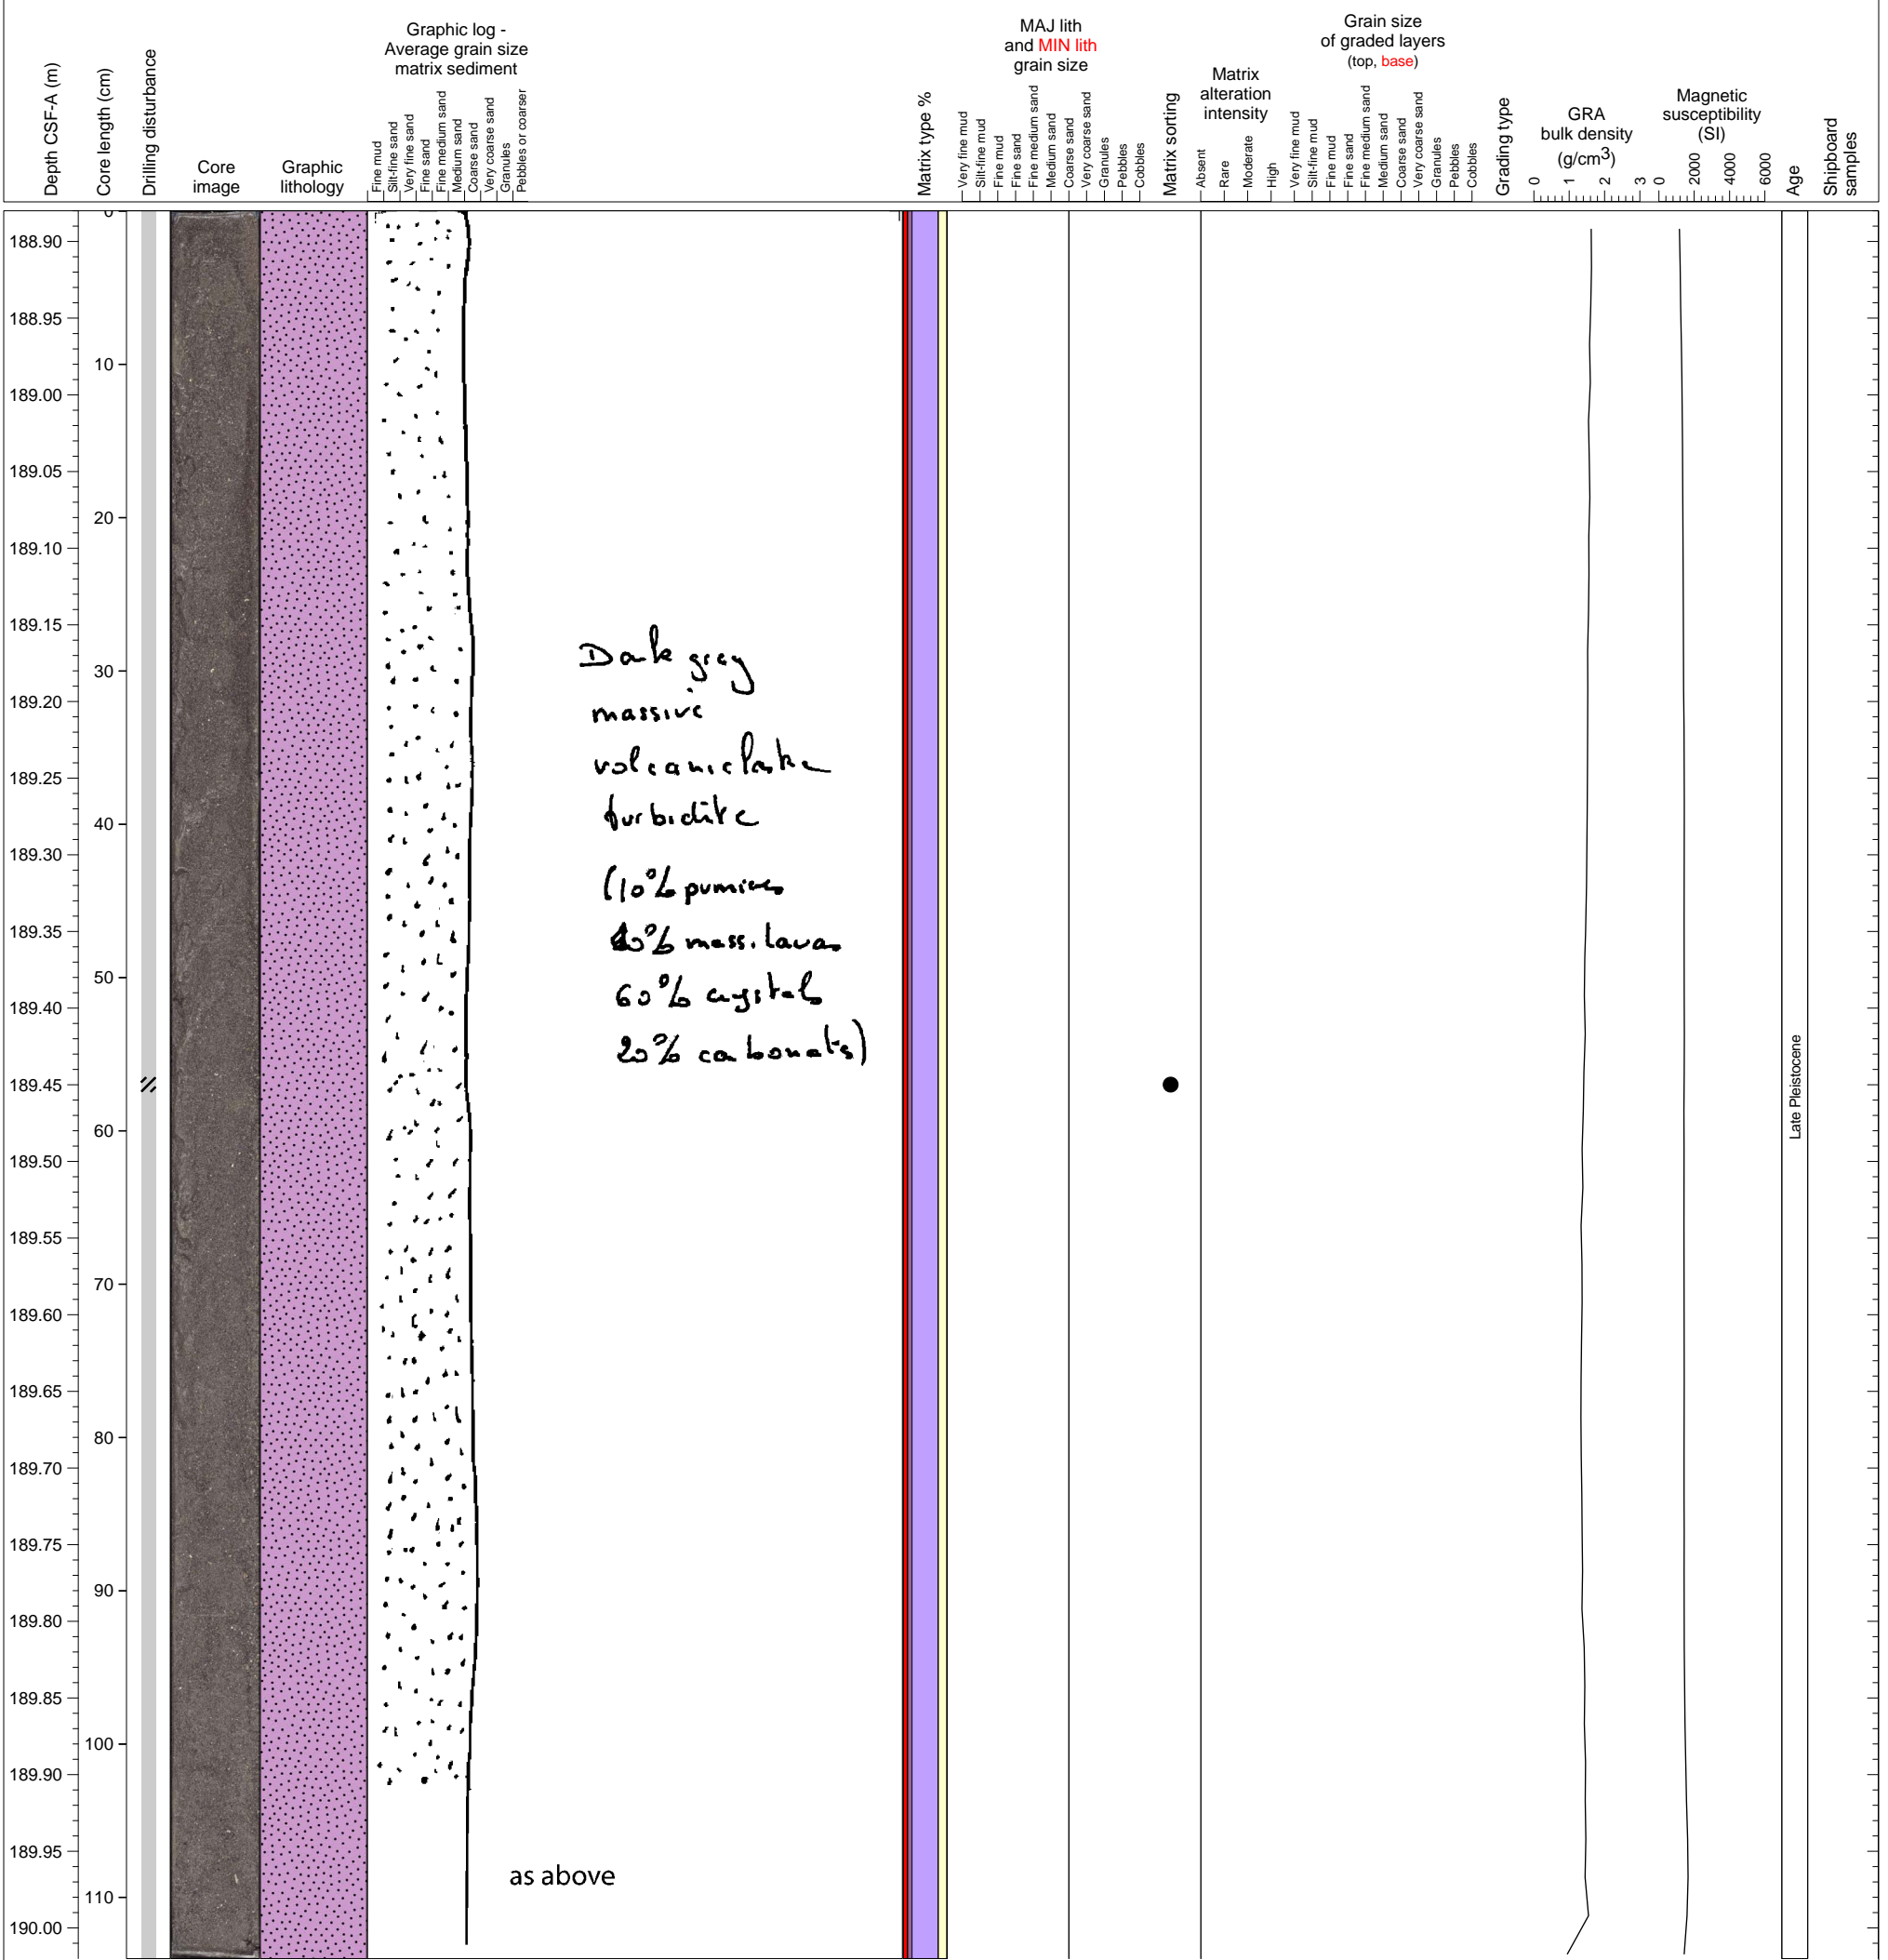 Graphic log -
Average grain size
matrix sediment
MAJ lith
and MIN lith
grain size
Grain size
of graded layers
(top, base)
Matrix
alteration
intensity
GRA
bulk density
(g/cm³)
Magnetic
susceptibility
(SI)
Depth CSF-A (m)
Core length (cm)
Drilling disturbance
Core
image
Graphic
lithology
Fine mud
Silt-fine sand
Very fine sand
Fine sand
Fine medium sand
Medium sand
Coarse sand
Very coarse sand
Granules
Pebbles or coarser
Matrix type %
Very fine mud
Silt-fine mud
Fine mud
Fine sand
Fine medium sand
Medium sand
Coarse sand
Very coarse sand
Granules
Pebbles
Cobbles
Matrix sorting
Absent
Rare
Moderate
High
Very fine mud
Silt-fine mud
Fine mud
Fine sand
Fine medium sand
Medium sand
Coarse sand
Very coarse sand
Granules
Pebbles
Cobbles
Grading type
0
1
2
3
0
2000
4000
6000
Age
Shipboard
samples
0
188.90
188.95
10
189.00
189.05
20
189.10
189.15
30
189.20
189.25
40
189.30
189.35
50
189.40
189.45
60
189.50
189.55
70
189.60
189.65
80
189.70
189.75
90
189.80
189.85
100
189.90
189.95
110
190.00
Dark grey
massive
volcaniclastic
turbidite
(10% pumices
% mass. lavas
60% crystals
20% carbonats)
as above
Late Pleistocene